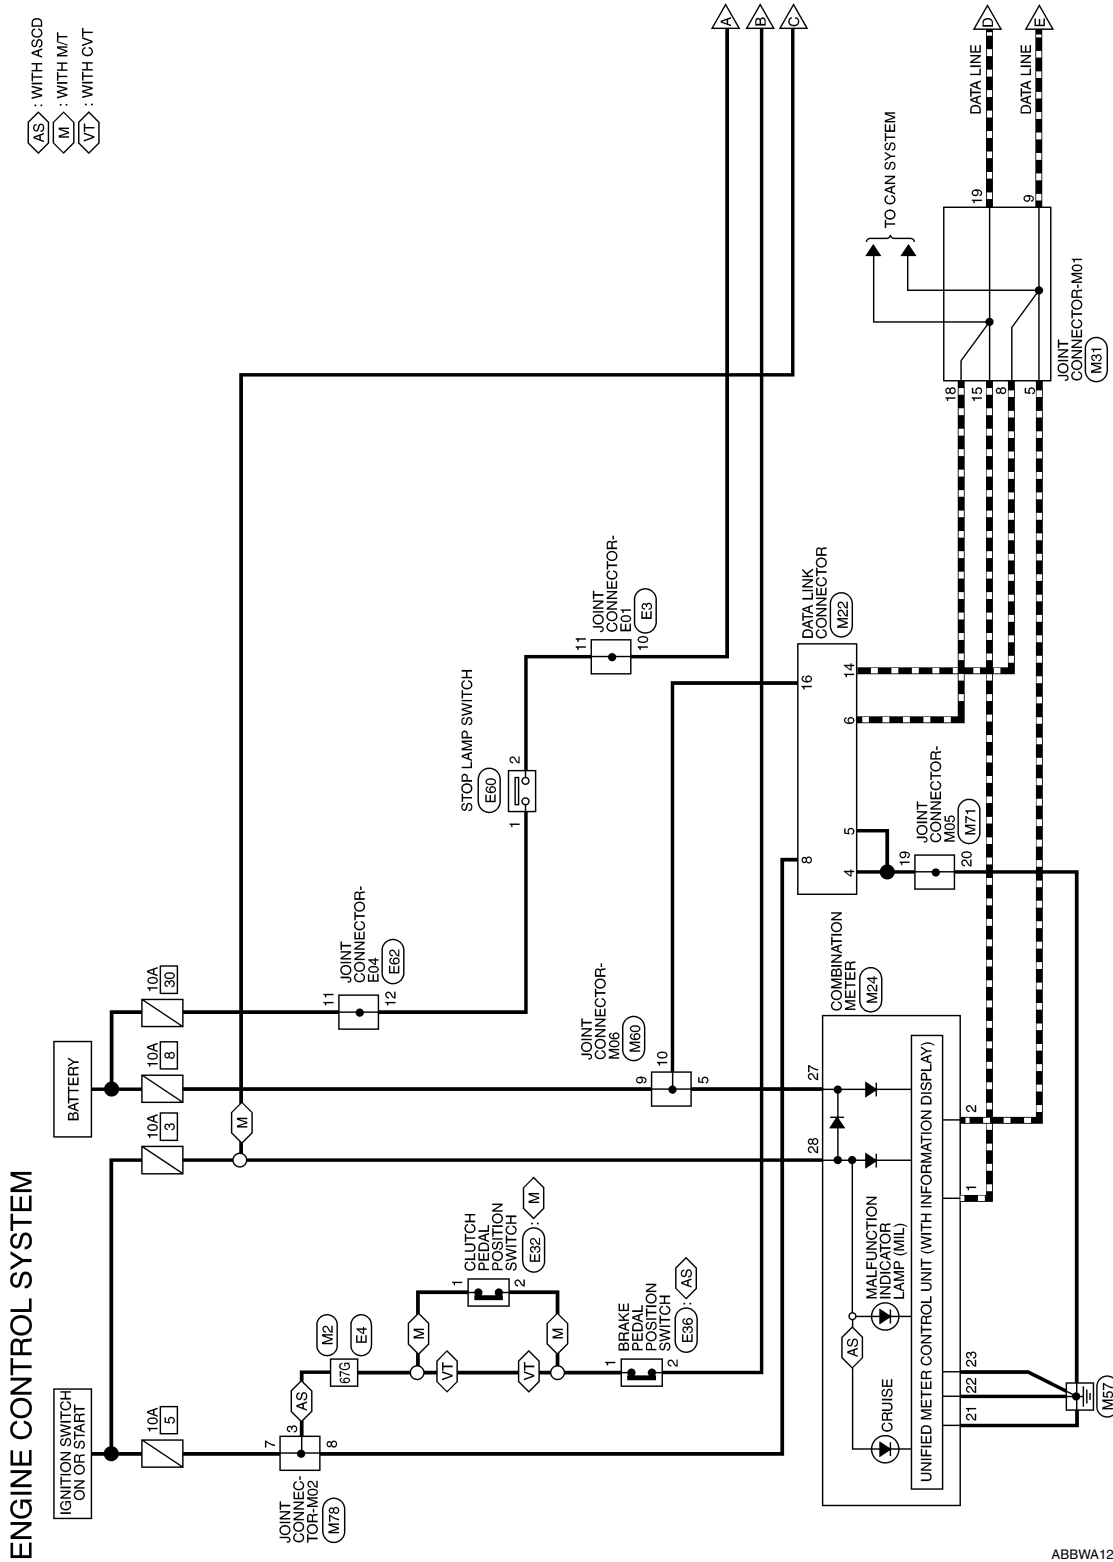 ENGINE CONTROL SYSTEM
AS : WITH ASCD
M : WITH M/T
VT : WITH CVT
IGNITION SWITCH
ON OR START
BATTERY
10A
5
10A
3
10A
8
10A
30
7
3
8
JOINT
CONNEC-
TOR-M02
M78
AS
M2
67G
E4
M
VT
VT
M
1
2
CLUTCH
PEDAL
POSITION
SWITCH
E32 : M
1
2
BRAKE
PEDAL
POSITION
SWITCH
E36 : AS
M
11
12
JOINT
CONNECTOR-
E04
E62
STOP LAMP SWITCH
E60
1
2
11
10
JOINT
CONNECTOR-
E01
E3
JOINT
CONNECTOR-
M06
M60
9
10
5
A
B
C
DATA LINK
CONNECTOR
M22
8
16
4
5
6
14
JOINT
CONNECTOR-
M05
M71
19
20
COMBINATION
METER
M24
28
27
AS
CRUISE
MALFUNCTION
INDICATOR
LAMP (MIL)
UNIFIED METER CONTROL UNIT (WITH INFORMATION DISPLAY)
21
22
23
1
2
M57
18
15
8
5
19
9
TO CAN SYSTEM
JOINT
CONNECTOR-M01
M31
DATA LINE
D
DATA LINE
E
ABBWA12